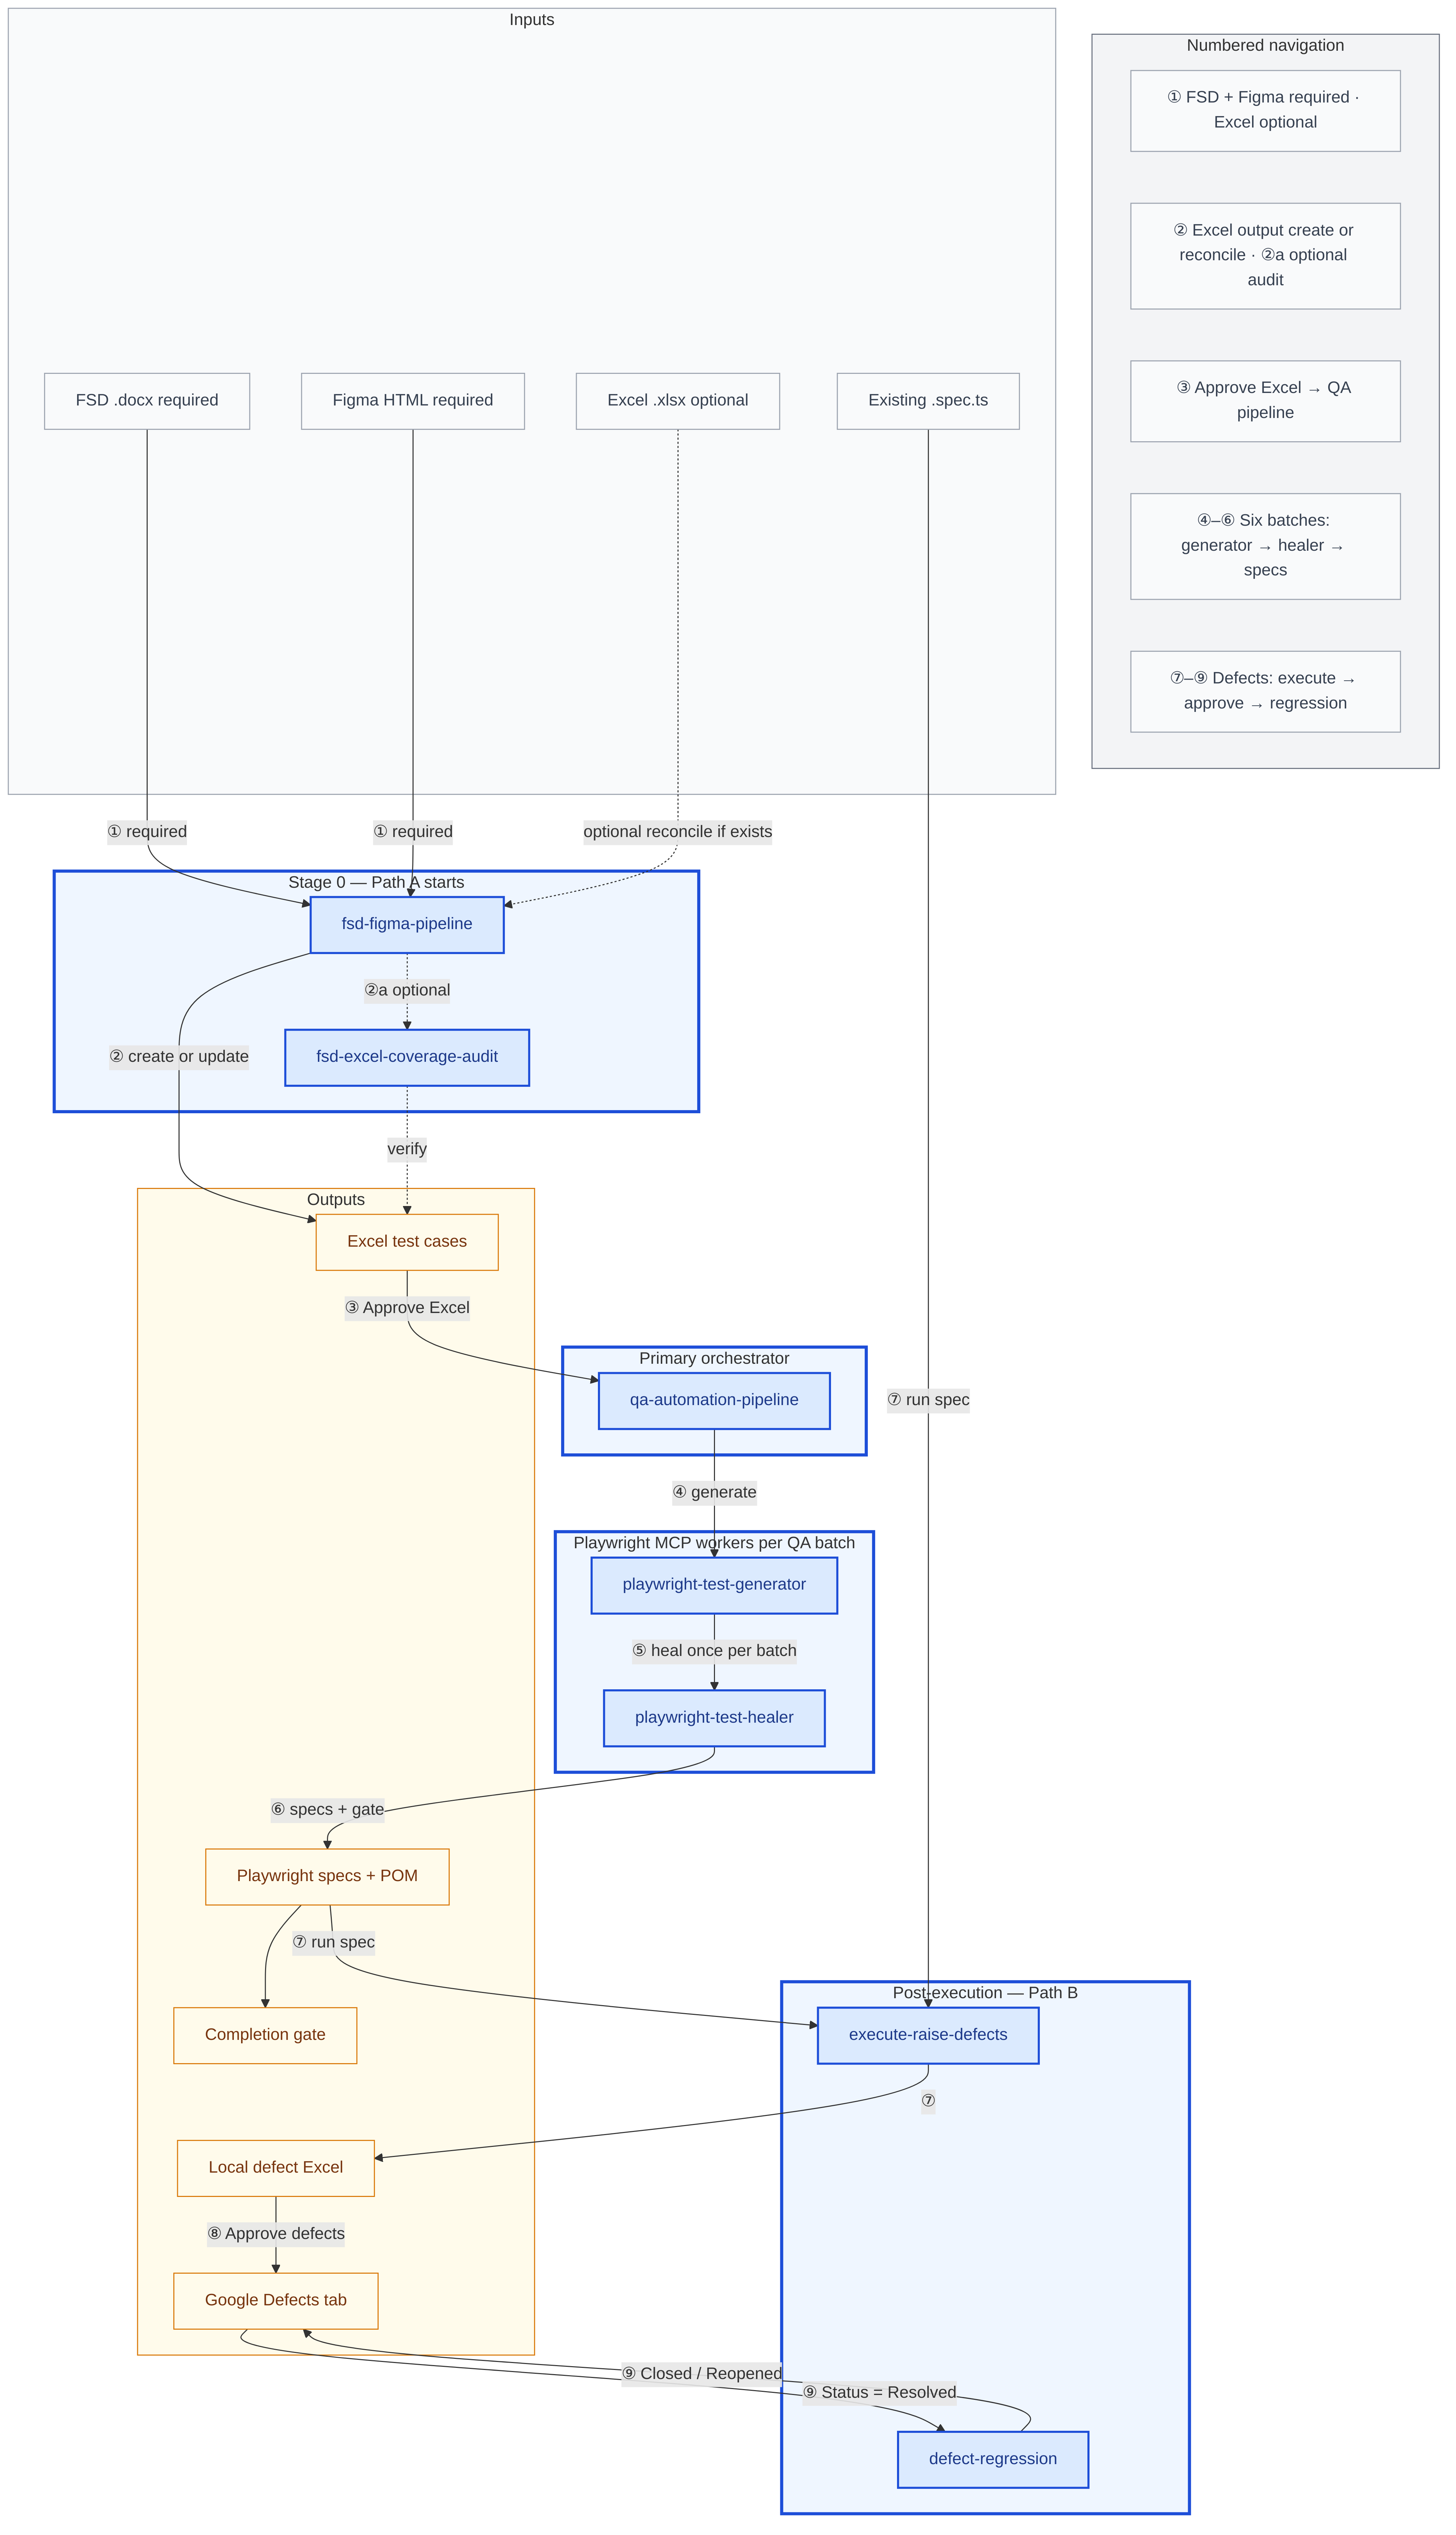 Inputs
FSD .docx required
Figma HTML required
Excel .xlsx optional
Existing .spec.ts
Numbered navigation
① FSD + Figma required ·
Excel optional
② Excel output create or
reconcile · ②a optional
audit
③ Approve Excel → QA
pipeline
④–⑥ Six batches:
generator → healer →
specs
⑦–⑨ Defects: execute →
approve → regression
① required
① required
optional reconcile if exists
Stage 0 — Path A starts
fsd-figma-pipeline
②a optional
② create or update
fsd-excel-coverage-audit
verify
Outputs
Excel test cases
③ Approve Excel
Primary orchestrator
qa-automation-pipeline
⑦ run spec
④ generate
Playwright MCP workers per QA batch
playwright-test-generator
⑤ heal once per batch
playwright-test-healer
⑥ specs + gate
Playwright specs + POM
⑦ run spec
Post-execution — Path B
Completion gate
execute-raise-defects
⑦
Local defect Excel
⑧ Approve defects
Google Defects tab
⑨ Closed / Reopened
⑨ Status = Resolved
defect-regression